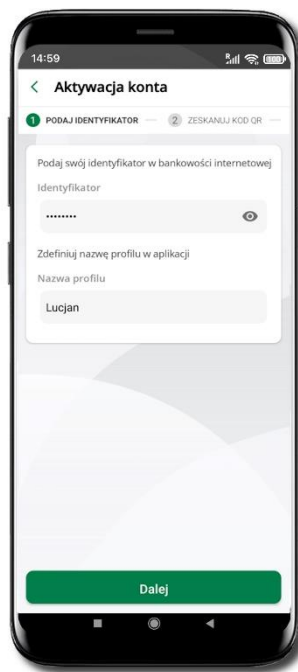 14:59
Aktywacja konta
1 PODAJ IDENTYFIKATOR 2 ZESKANUJ KOD QR
Podaj swój identyfikator w bankowości internetowej
Identyfikator
••••••••
Zdefiniuj nazwę profilu w aplikacji
Nazwa profilu
Lucjan
Dalej